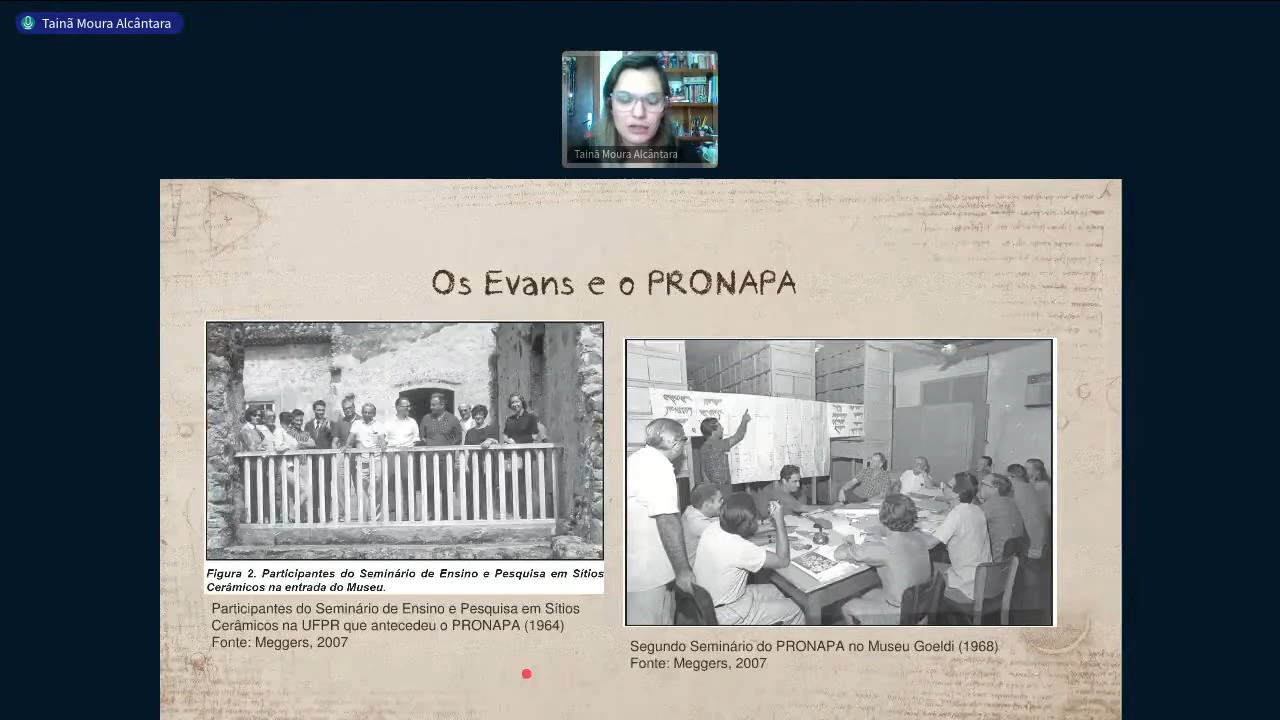 Tainã Moura Alcântara
Tainã Moura Alcântara
Os Evans e o PRONAPA
Figura 2. Participantes do Seminário de Ensino e Pesquisa em Sítios
Cerâmicos na entrada do Museu.
Participantes do Seminário de Ensino e Pesquisa em Sítios
Cerâmicos na UFPR que antecedeu o PRONAPA (1964)
Fonte: Meggers, 2007
Segundo Seminário do PRONAPA no Museu Goeldi (1968)
Fonte: Meggers, 2007